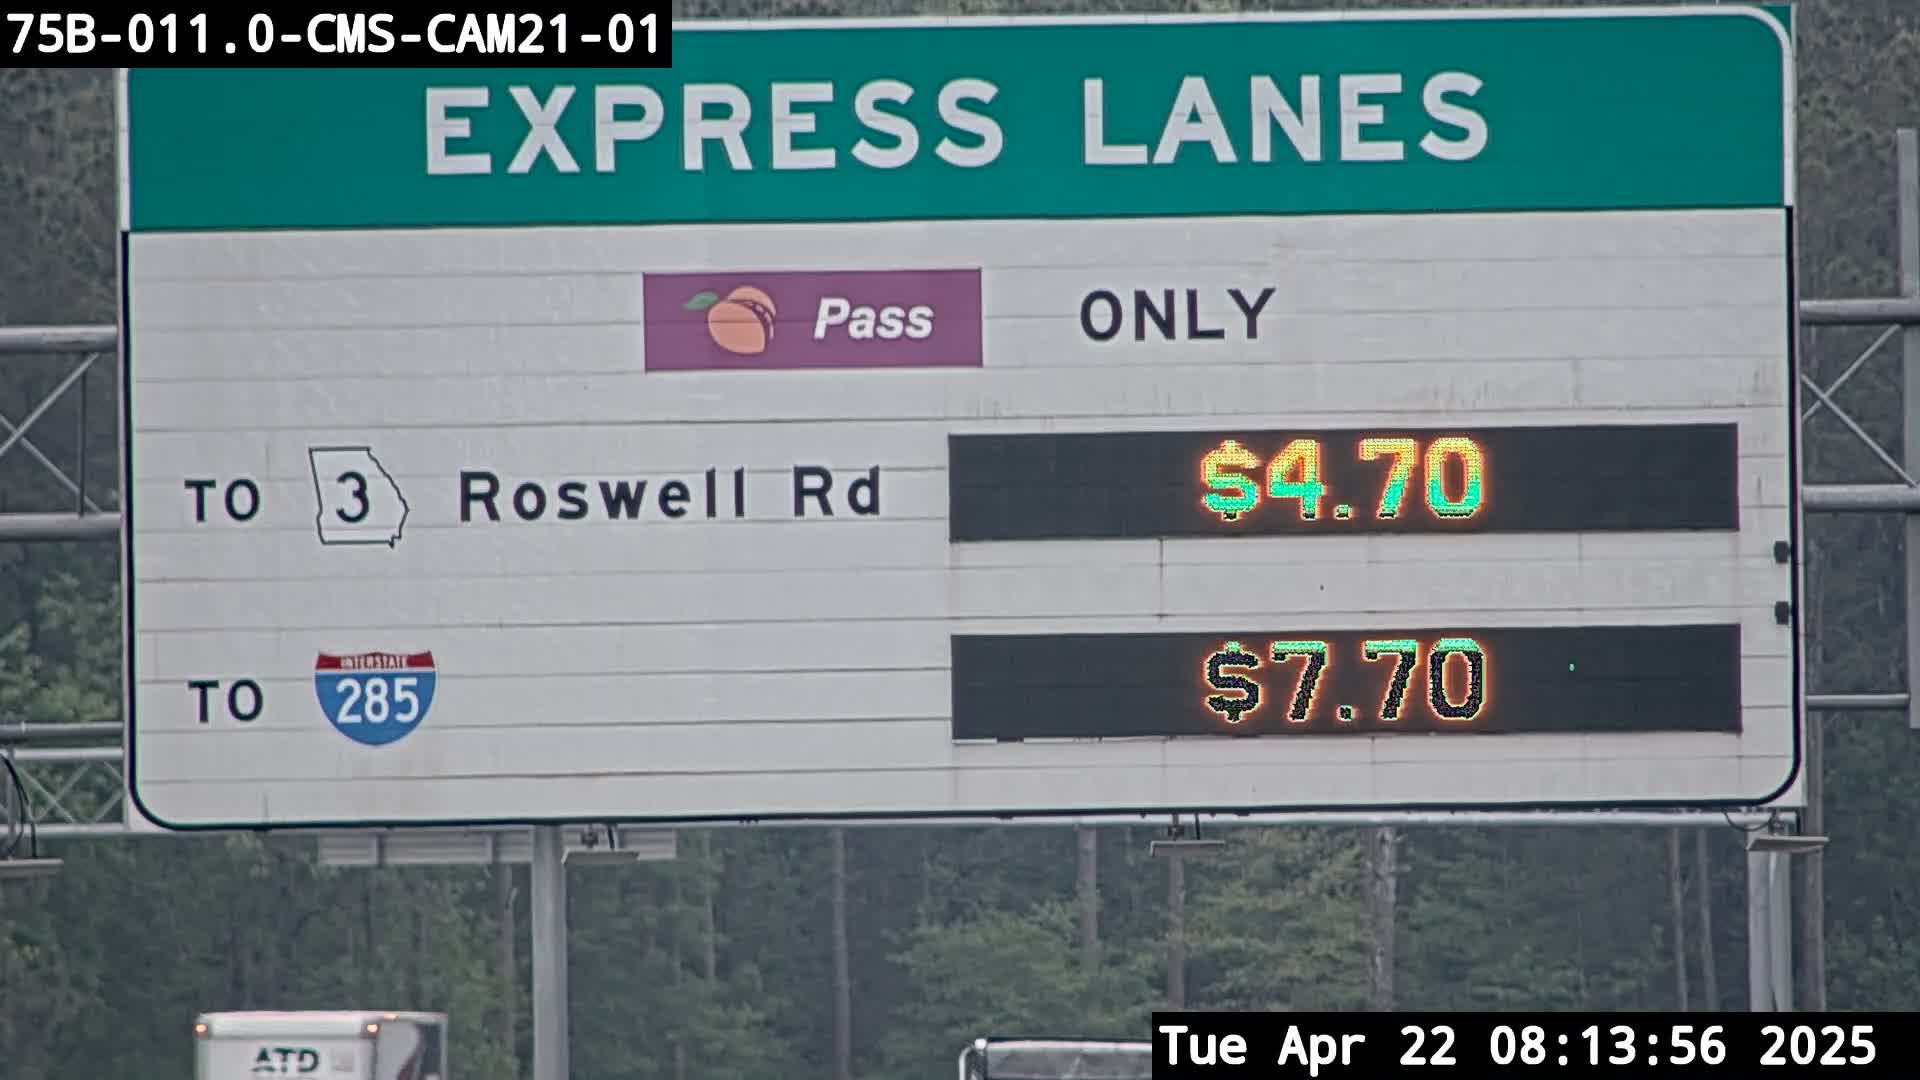 75B-011.0-CMS-CAM21-01
EXPRESS LANES
Pass ONLY
TO 3 Roswell Rd $4.70
TO INTERSTATE 285 $7.70
ATD
Tue Apr 22 08:13:56 2025